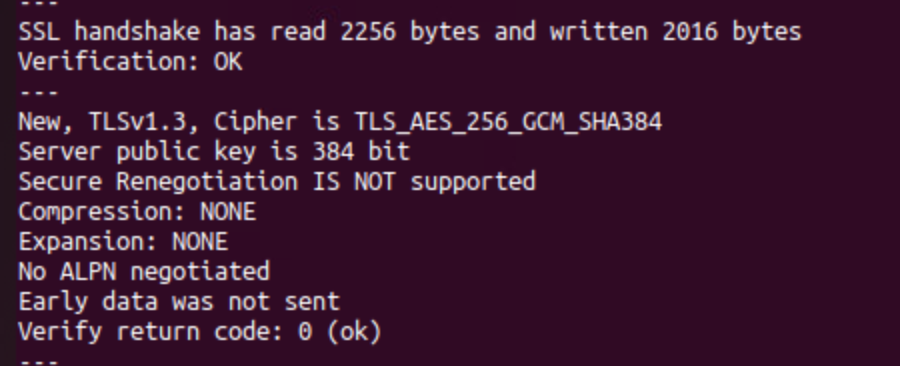 ---
SSL handshake has read 2256 bytes and written 2016 bytes
Verification: OK
---
New, TLSv1.3, Cipher is TLS_AES_256_GCM_SHA384
Server public key is 384 bit
Secure Renegotiation IS NOT supported
Compression: NONE
Expansion: NONE
No ALPN negotiated
Early data was not sent
Verify return code: 0 (ok)
---